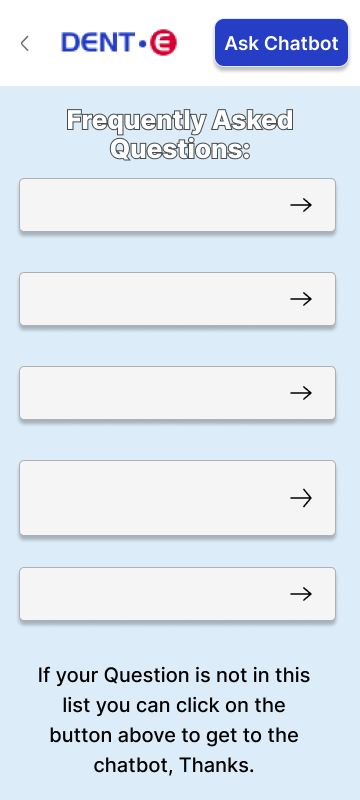 DENT•E
Ask Chatbot
Frequently Asked
Questions:
If your Question is not in this
list you can click on the
button above to get to the
chatbot, Thanks.